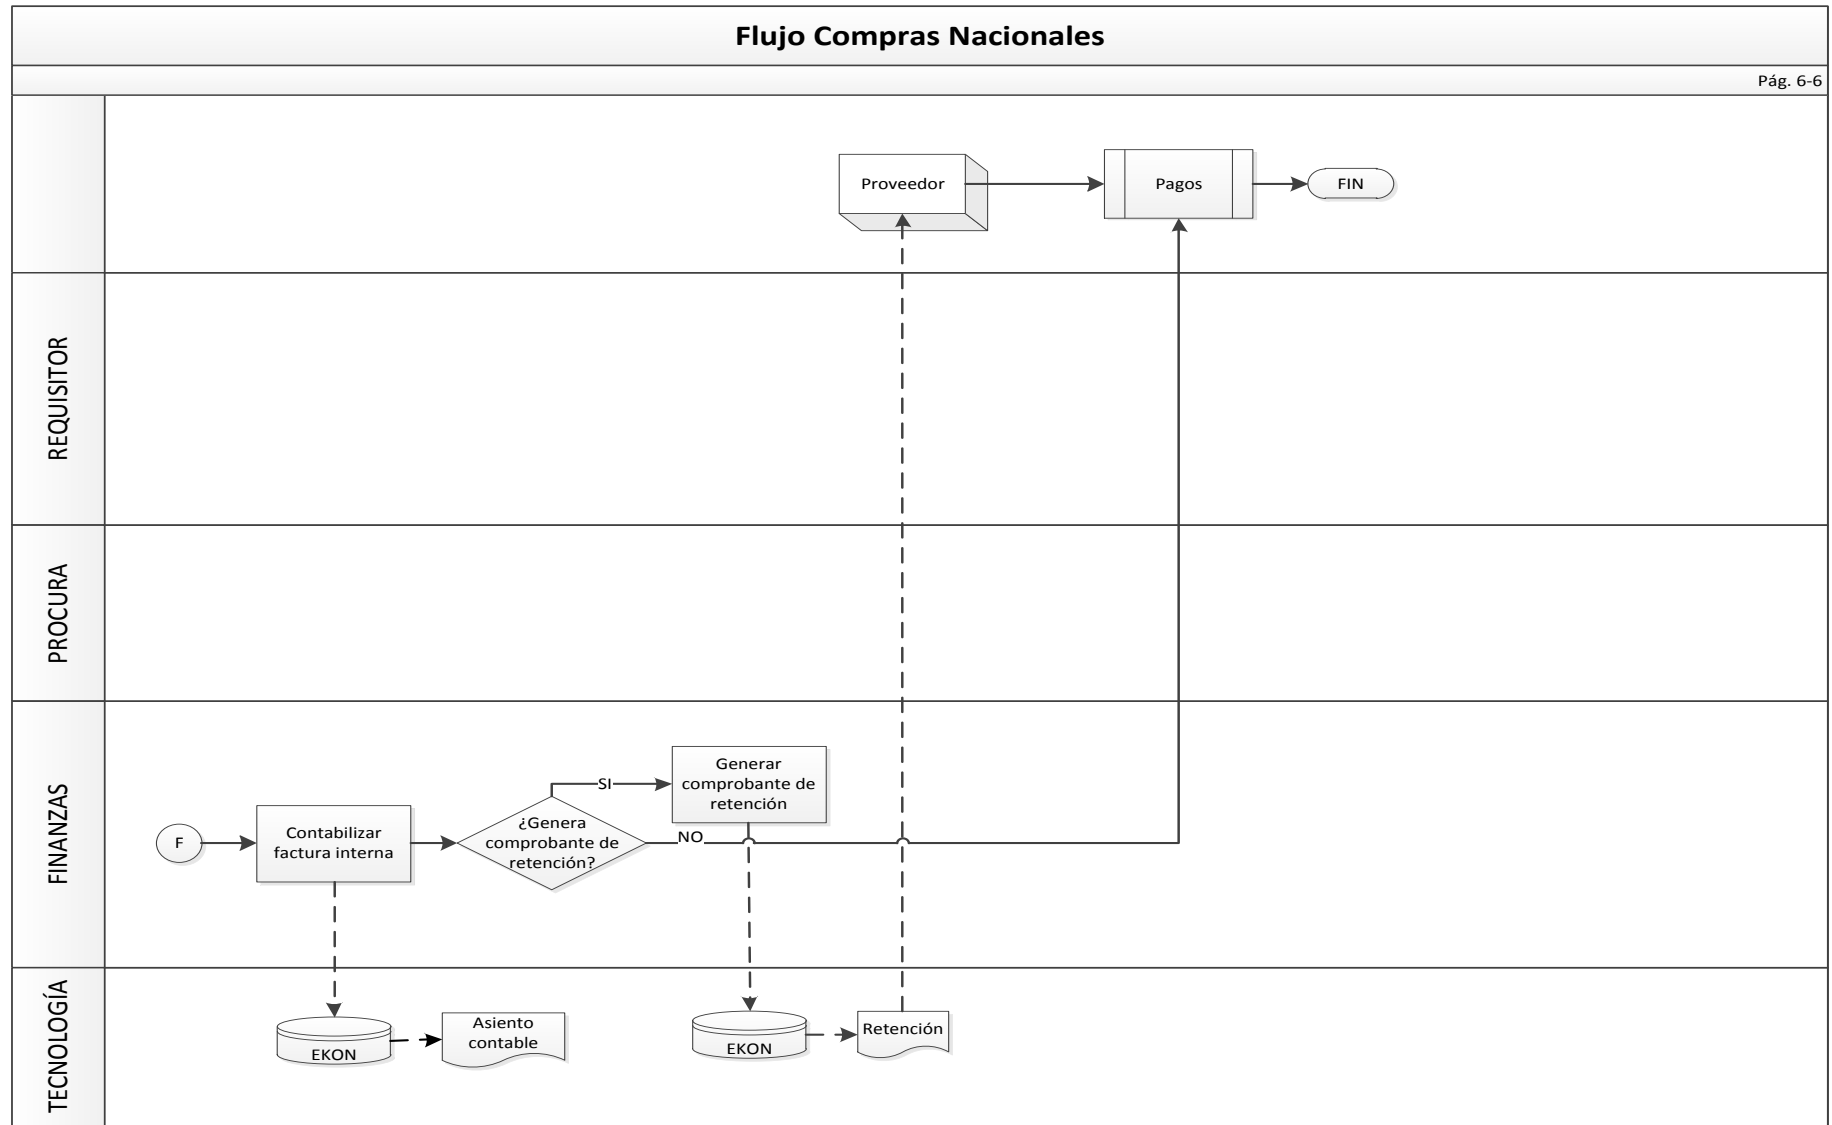 Flujo Compras Nacionales
Pág. 6-6
Proveedor
Pagos
FIN
REQUISITOR
PROCURA
FINANZAS
F
Contabilizar
factura interna
¿Genera
comprobante de
retención?
SI
NO
Generar
comprobante de
retención
TECNOLOGÍA
EKON
Asiento
contable
EKON
Retención